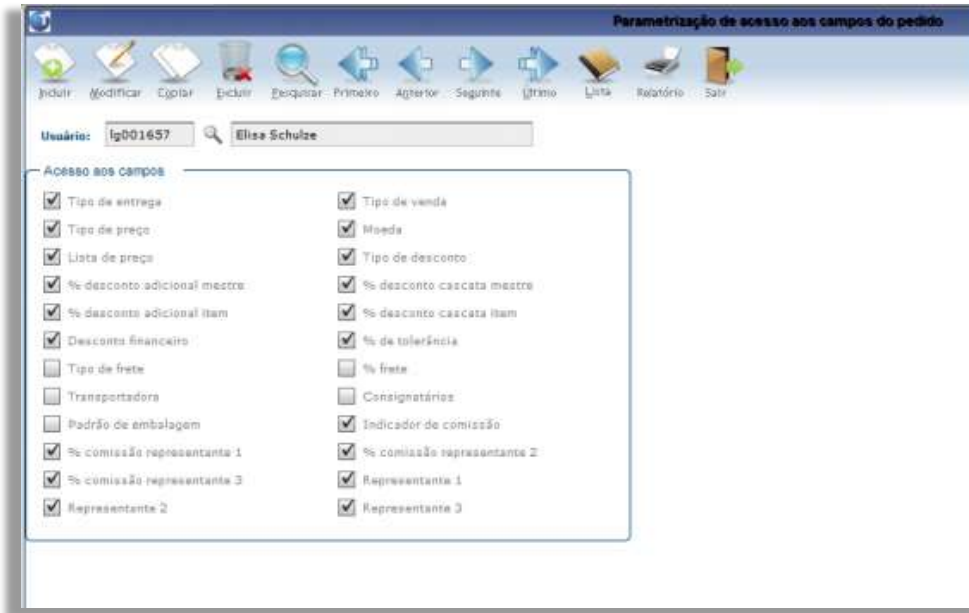 Parametrização de acesso aos campos do pedido
Incluir Modificar Copiar Excluir Pesquisar Primeiro Anterior Seguinte Último Lista Relatório Sair
Usuário: lg001657 Elisa Schulze
Acesso aos campos
Tipo de entrega Tipo de venda
Tipo de preço Moeda
Lista de preço Tipo de desconto
% desconto adicional mestre % desconto cascata mestre
% desconto adicional item % desconto cascata item
Desconto financeiro % de tolerância
Tipo de frete % frete
Transportadora Consignatários
Padrão de embalagem Indicador de comissão
% comissão representante 1 % comissão representante 2
% comissão representante 3 Representante 1
Representante 2 Representante 3